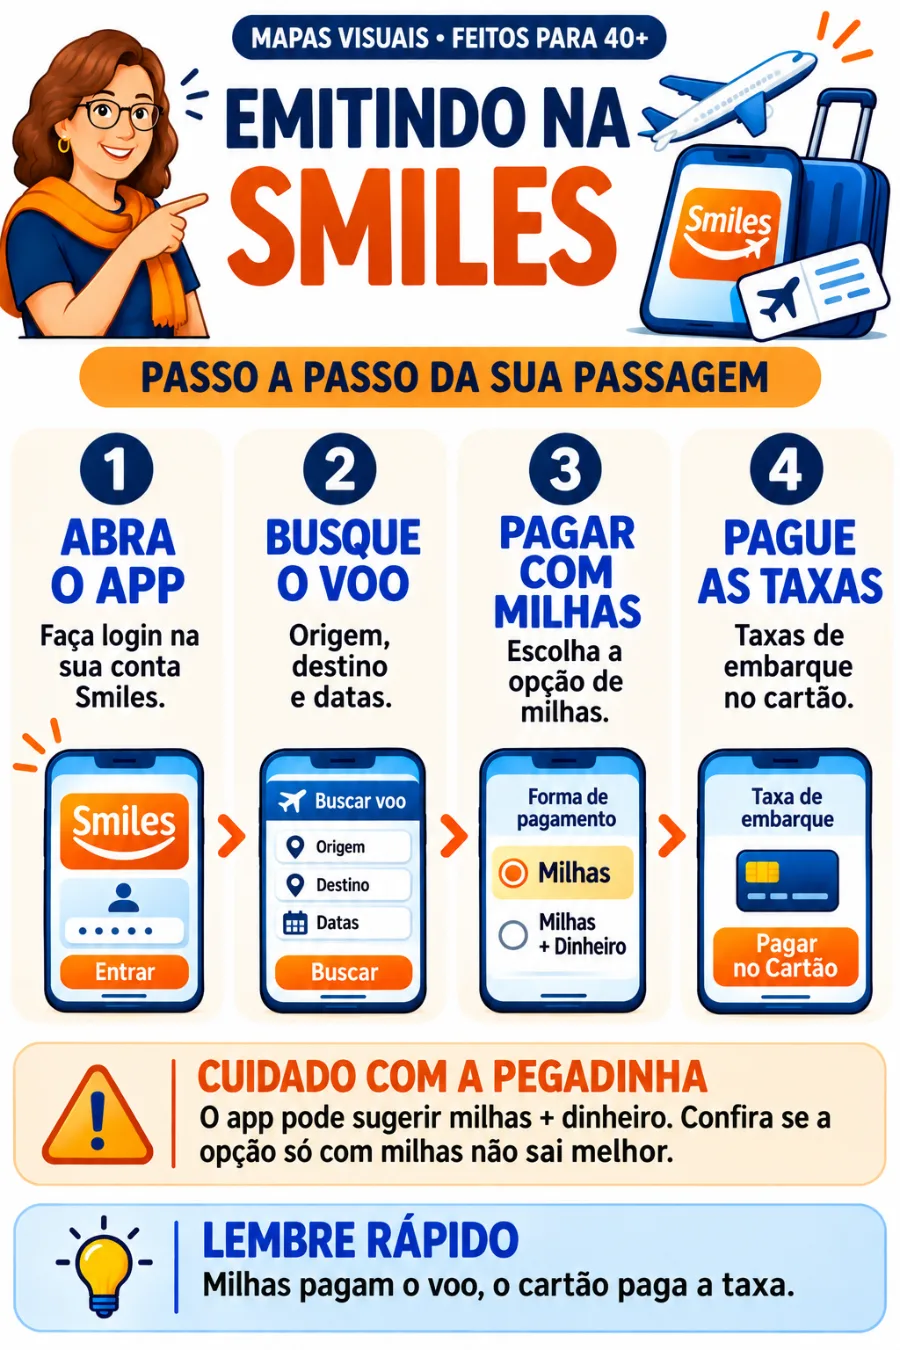 MAPAS VISUAIS • FEITOS PARA 40+
EMITINDO NA
SMILES
Smiles
PASSO A PASSO DA SUA PASSAGEM
1
ABRA
O APP
Faça login na
sua conta
Smiles.
Smiles
Entrar
2
BUSQUE
O VOO
Origem,
destino
e datas.
Buscar voo
Origem
Destino
Datas
Buscar
3
PAGAR
COM
MILHAS
Escolha a
opção de
milhas.
Forma de
pagamento
Milhas
Milhas
+ Dinheiro
4
PAGUE
AS TAXAS
Taxas de
embarque
no cartão.
Taxa de
embarque
Pagar
no Cartão
CUIDADO COM A PEGADINHA
O app pode sugerir milhas + dinheiro. Confira se a
opção só com milhas não sai melhor.
LEMBRE RÁPIDO
Milhas pagam o voo, o cartão paga a taxa.